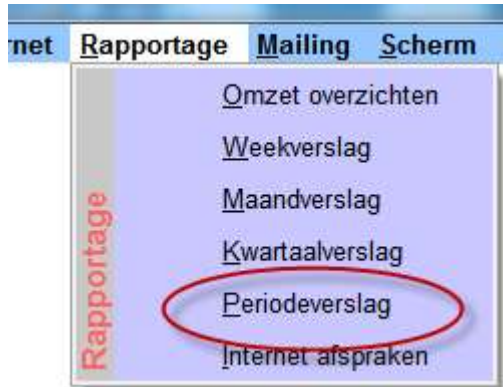 rnet Rapportage Mailing Scherm
Omzet overzichten
Weekverslag
Maandverslag
Kwartaalverslag
Periodeverslag
Internet afspraken
Rapportage